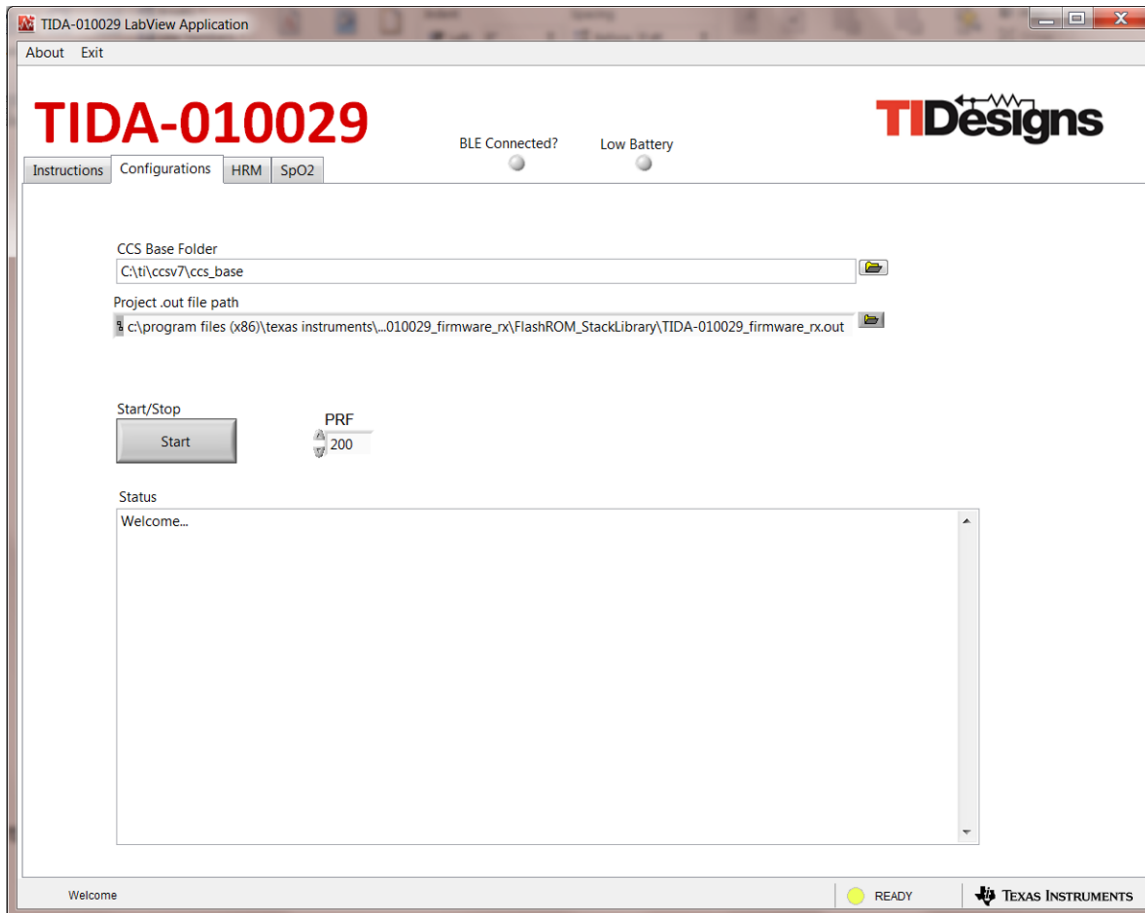 TIDA-010029 LabView Application
About Exit
TIDA-010029
TIDesigns
BLE Connected? Low Battery
Instructions Configurations HRM SpO2
CCS Base Folder
C:\ti\ccsv7\ccs_base
Project .out file path
c:\program files (x86)\texas instruments\...010029_firmware_rx\FlashROM_StackLibrary\TIDA-010029_firmware_rx.out
Start/Stop
PRF
Start
200
Status
Welcome...
Welcome READY TEXAS INSTRUMENTS